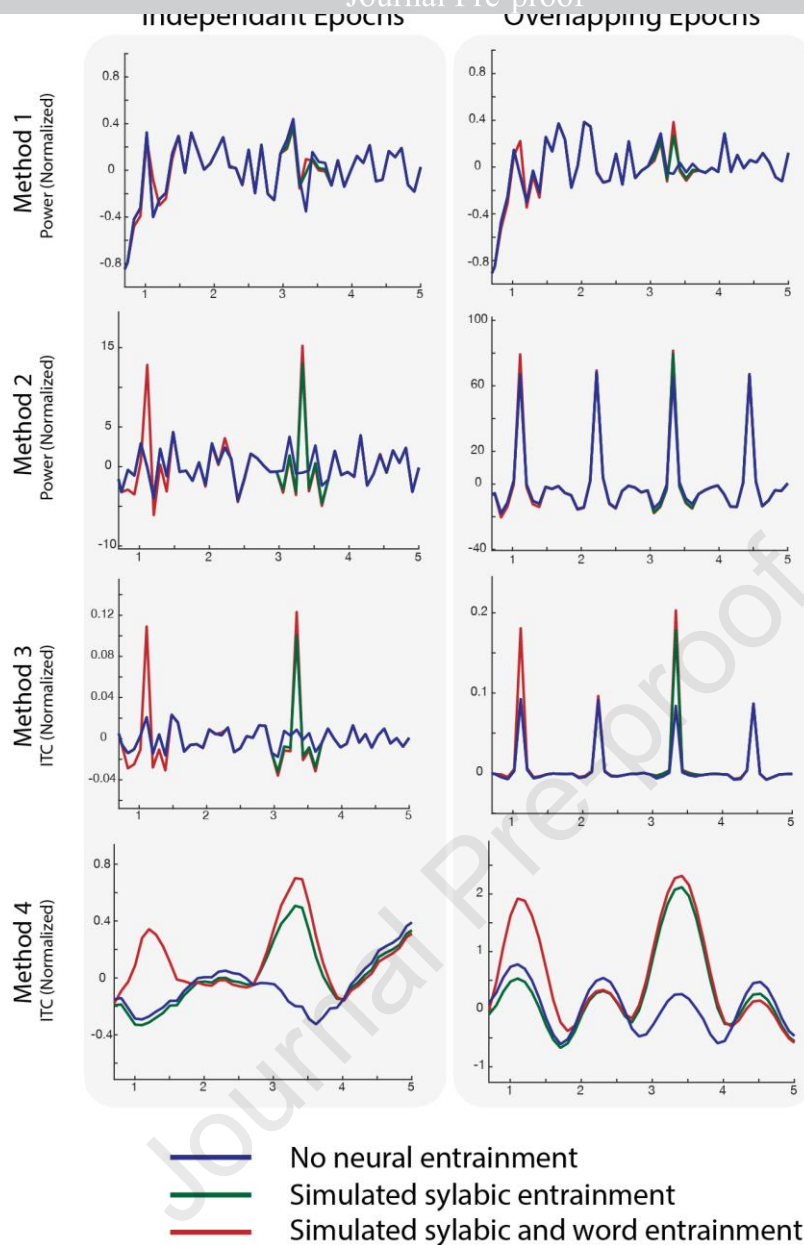 Journal Pre-proof
Independant Epochs
Overlapping Epochs
Method 1
Power (Normalized)
0.8
0.4
0
-0.4
-0.8
1 2 3 4 5
0.8
0.4
0
-0.4
-0.8
1 2 3 4 5
Method 2
Power (Normalized)
15
5
0
-10
1 2 3 4 5
100
60
20
0
-40
1 2 3 4 5
Method 3
ITC (Normalized)
0.12
0.08
0.04
0
-0.04
1 2 3 4 5
0.2
0.1
0
1 2 3 4 5
Method 4
ITC (Normalized)
0.8
0.4
0
-0.4
1 2 3 4 5
2
1
0
-1
1 2 3 4 5
Journal Pre-proof
No neural entrainment
Simulated sylabic entrainment
Simulated sylabic and word entrainment